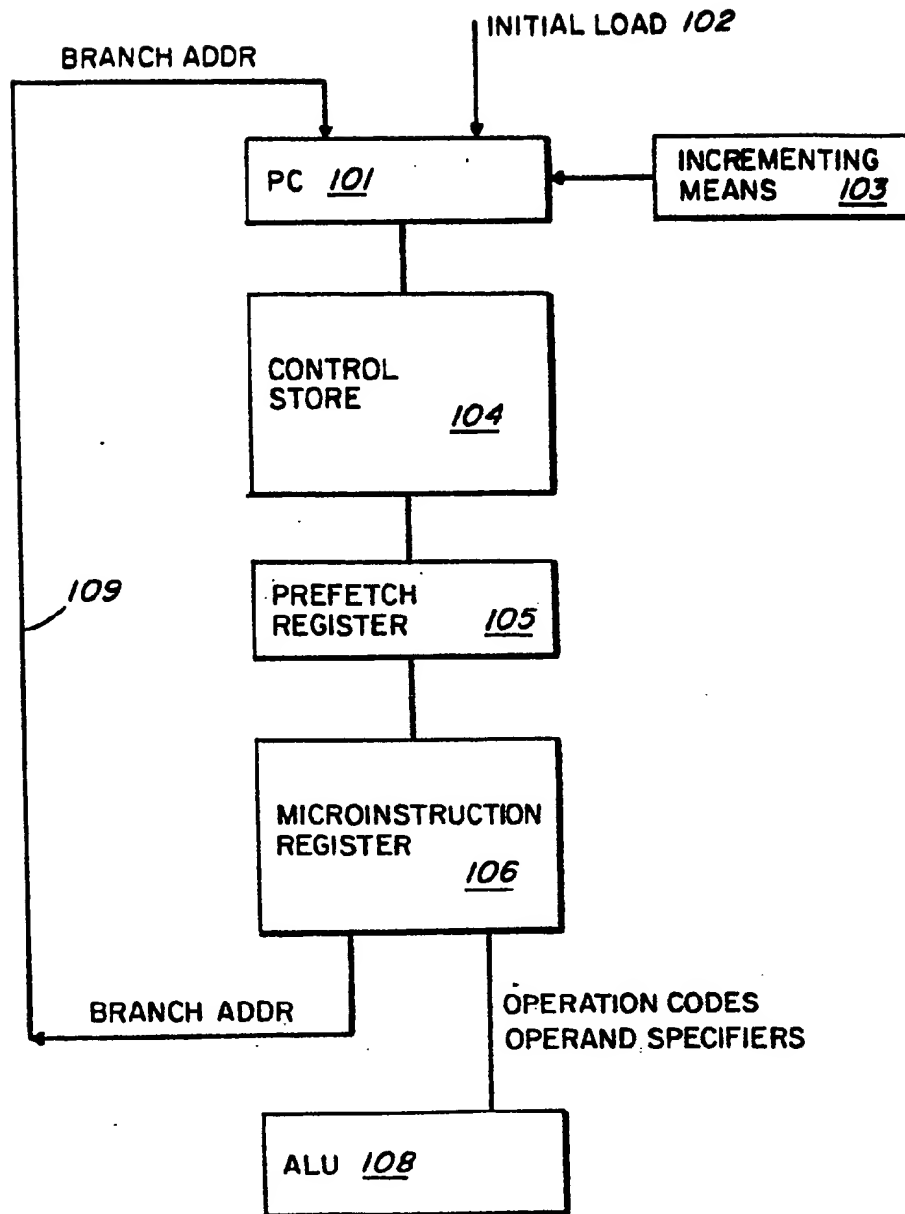 INITIAL LOAD 102
BRANCH ADDR
PC 101
INCREMENTING
MEANS 103
CONTROL
STORE
104
109
PREFETCH
REGISTER 105
MICROINSTRUCTION
REGISTER
106
BRANCH ADDR
OPERATION CODES
OPERAND SPECIFIERS
ALU 108